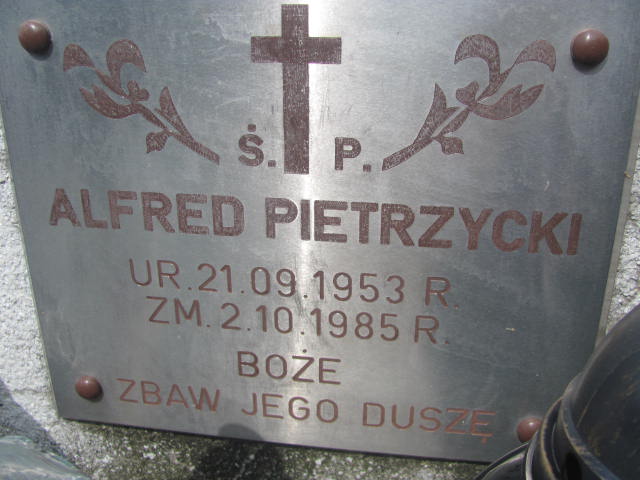 Ś. P.
ALFRED PIETRZYCKI
UR. 21.09.1953 R.
ZM. 2.10.1985 R.
BOŻE
ZBAW JEGO DUSZĘ